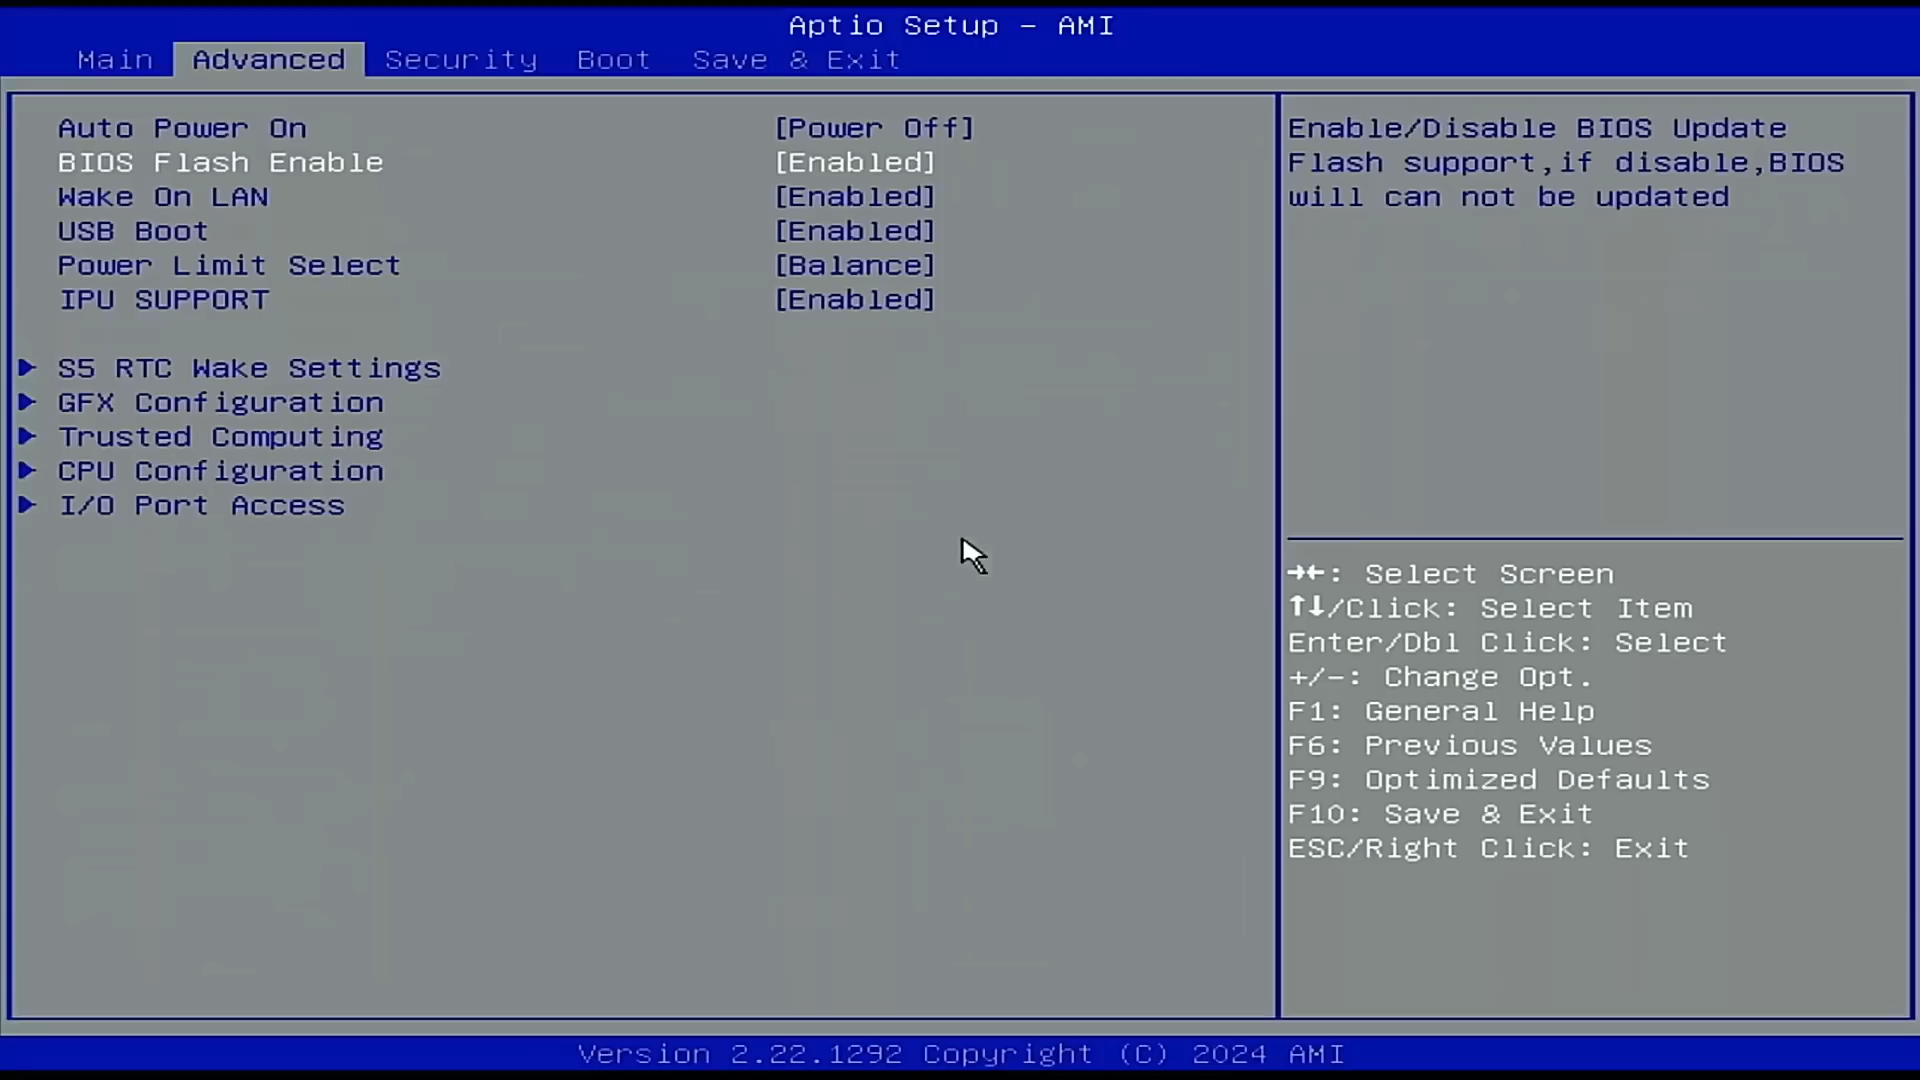 Aptio Setup – AMI
Main Advanced Security Boot Save & Exit
Auto Power On [Power Off]
BIOS Flash Enable [Enabled]
Wake On LAN [Enabled]
USB Boot [Enabled]
Power Limit Select [Balance]
IPU SUPPORT [Enabled]
S5 RTC Wake Settings
GFX Configuration
Trusted Computing
CPU Configuration
I/O Port Access
Enable/Disable BIOS Update
Flash support,if disable,BIOS
will can not be updated
→←: Select Screen
↑↓/Click: Select Item
Enter/Dbl Click: Select
+/-: Change Opt.
F1: General Help
F6: Previous Values
F9: Optimized Defaults
F10: Save & Exit
ESC/Right Click: Exit
Version 2.22.1292 Copyright (C) 2024 AMI